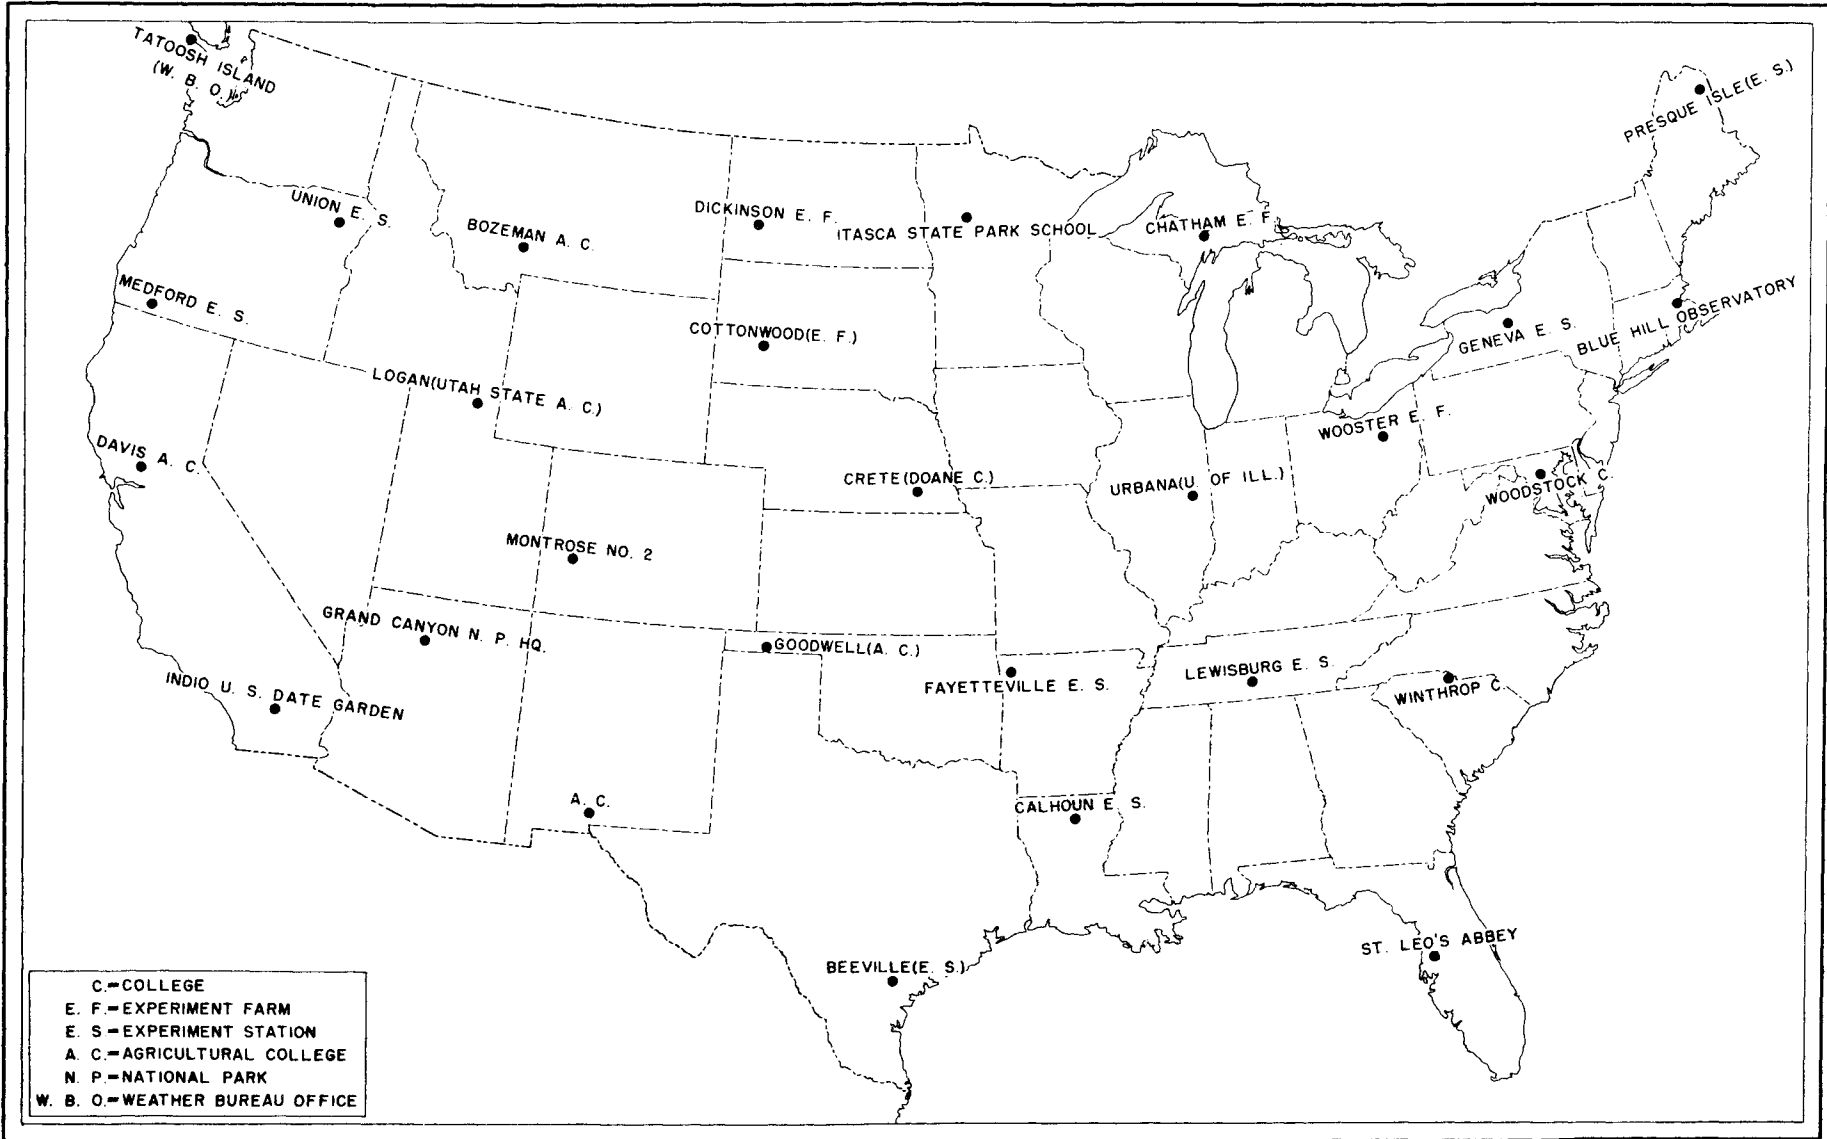 TATOOSH ISLAND
(W. B. O.)
PRESQUE ISLE(E. S.)
UNION E. S.
BOZEMAN A. C.
DICKINSON E. F.
ITASCA STATE PARK SCHOOL
CHATHAM E. F.
MEDFORD E. S.
COTTONWOOD(E. F.)
GENEVA E. S.
BLUE HILL OBSERVATORY
LOGAN(UTAH STATE A. C.)
WOOSTER E. F.
DAVIS A. C.
CRETE(DOANE C.)
URBANA(U. OF ILL.)
WOODSTOCK C.
MONTROSE NO. 2
GRAND CANYON N. P. HQ.
GOODWELL(A. C.)
FAYETTEVILLE E. S.
LEWISBURG E. S.
WINTHROP C.
INDIO U. S. DATE GARDEN
A. C.
CALHOUN E. S.
ST. LEO'S ABBEY
BEEVILLE(E. S.)
C.=COLLEGE
E. F.=EXPERIMENT FARM
E. S=EXPERIMENT STATION
A. C.=AGRICULTURAL COLLEGE
N. P.=NATIONAL PARK
W. B. O.=WEATHER BUREAU OFFICE